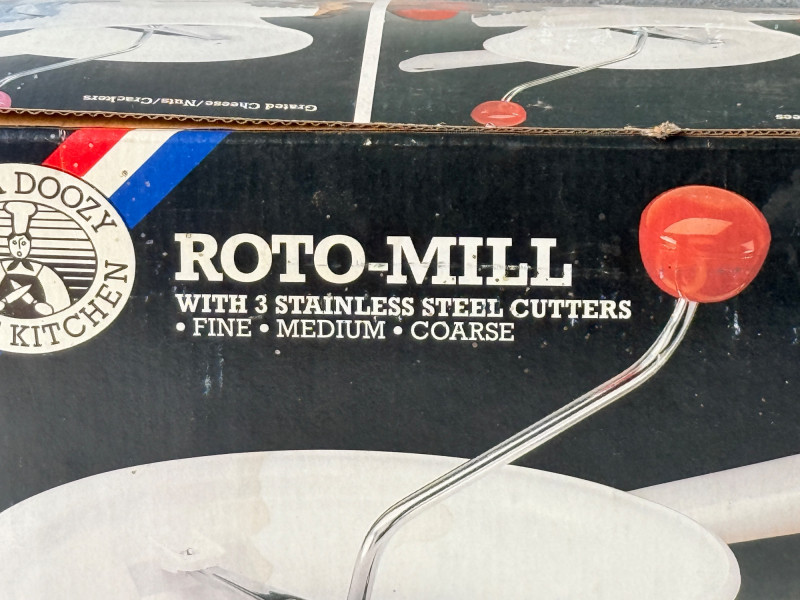 Grated Cheese/Nuts/Crackers
A DOOZY
KITCHEN
ROTO-MILL
WITH 3 STAINLESS STEEL CUTTERS
• FINE • MEDIUM • COARSE